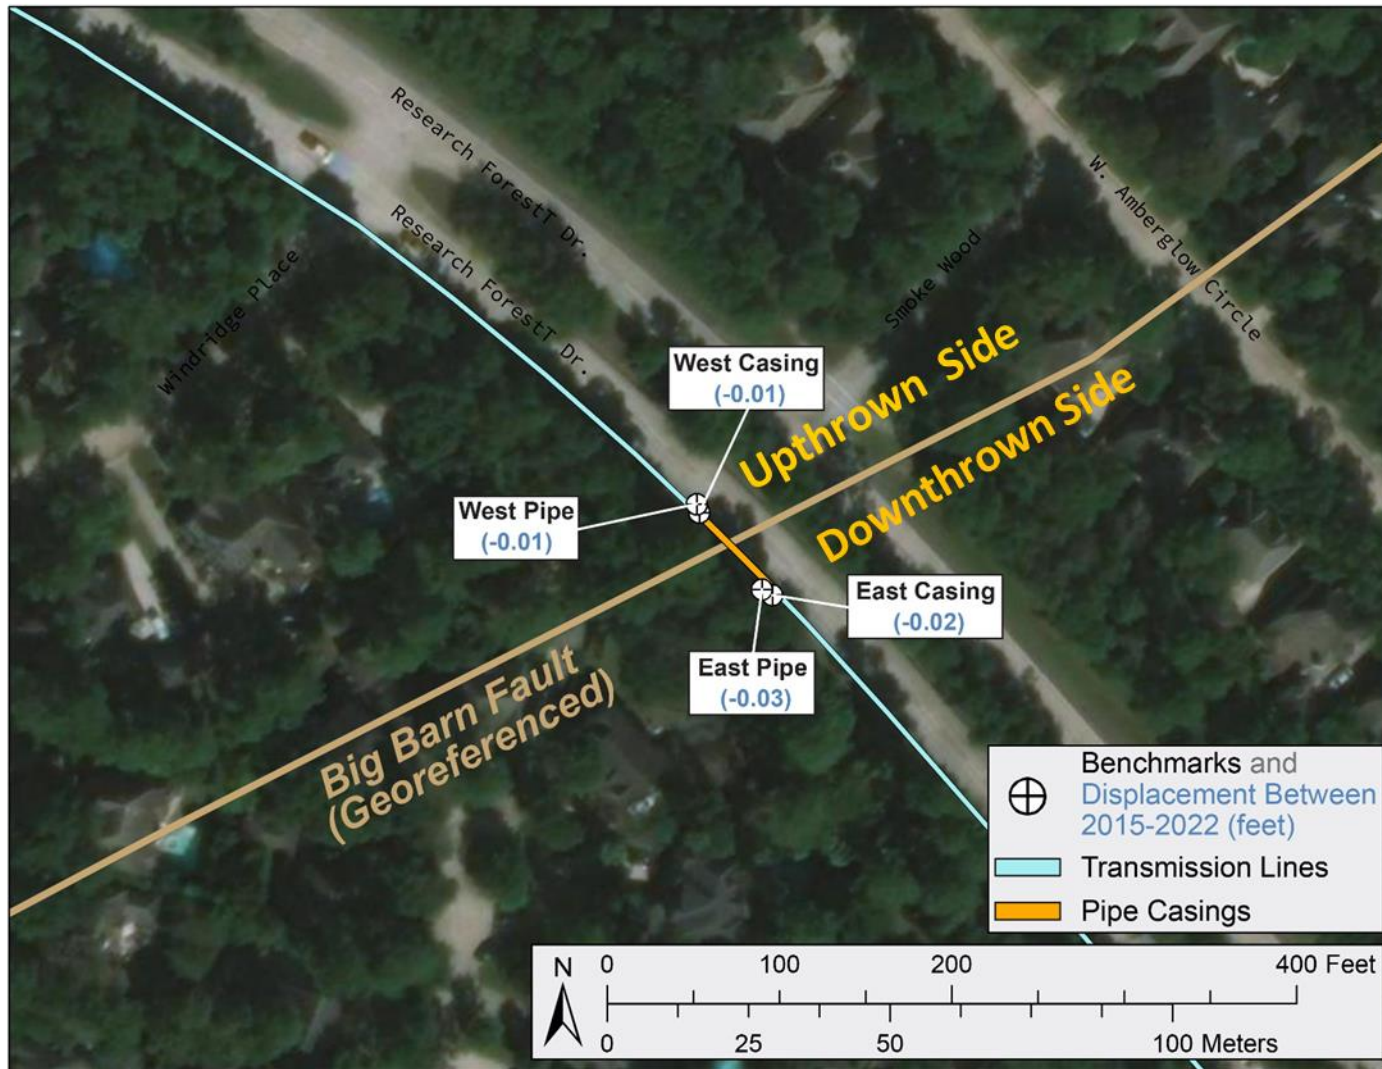 Research ForestT Dr.
W. Amberglow Circle
Research ForestT Dr.
Windridge Place
Smoke Wood
Upthrown Side
West Casing
(-0.01)
Downthrown Side
West Pipe
(-0.01)
East Casing
(-0.02)
East Pipe
(-0.03)
Big Barn Fault
(Georeferenced)
Benchmarks and
Displacement Between
2015-2022 (feet)
Transmission Lines
Pipe Casings
N
0 100 200 400 Feet
0 25 50 100 Meters